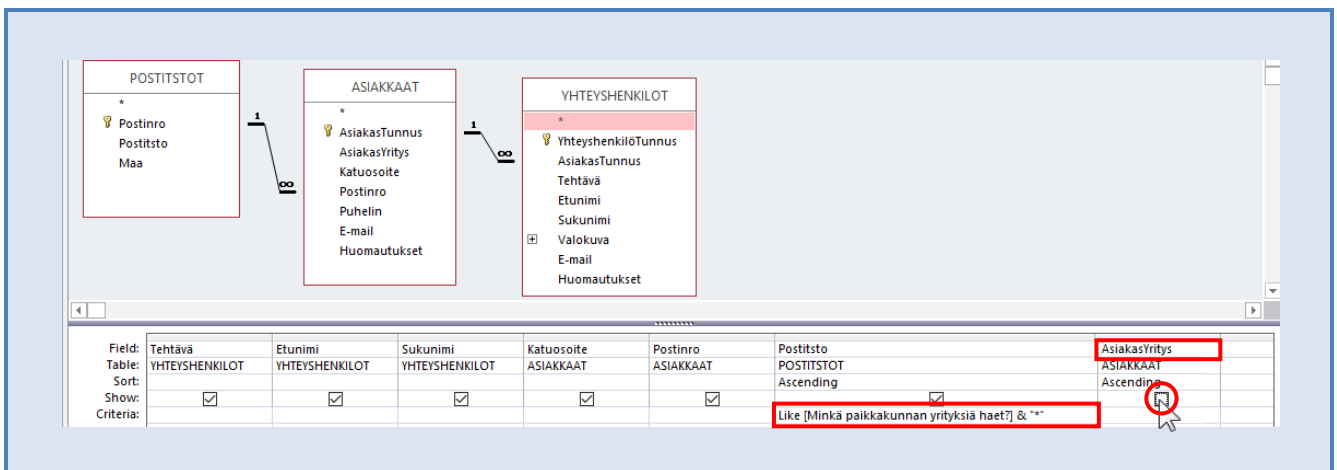 POSTITSTOT
*
Postinro
Postitsto
Maa
1
∞
ASIAKKAAT
*
AsiakasTunnus
AsiakasYritys
Katuosoite
Postinro
Puhelin
E-mail
Huomautukset
1
∞
YHTEYSHENKILOT
*
YhteyshenkilöTunnus
AsiakasTunnus
Tehtävä
Etunimi
Sukunimi
Valokuva
E-mail
Huomautukset
Field: Tehtävä Etunimi Sukunimi Katuosoite Postinro Postitsto AsiakasYritys
Table: YHTEYSHENKILOT YHTEYSHENKILOT YHTEYSHENKILOT ASIAKKAAT ASIAKKAAT POSTITSTOT ASIAKKAAT
Sort: Ascending Ascending
Show:
Criteria: Like [Minkä paikkakunnan yrityksiä haet?] & "*"